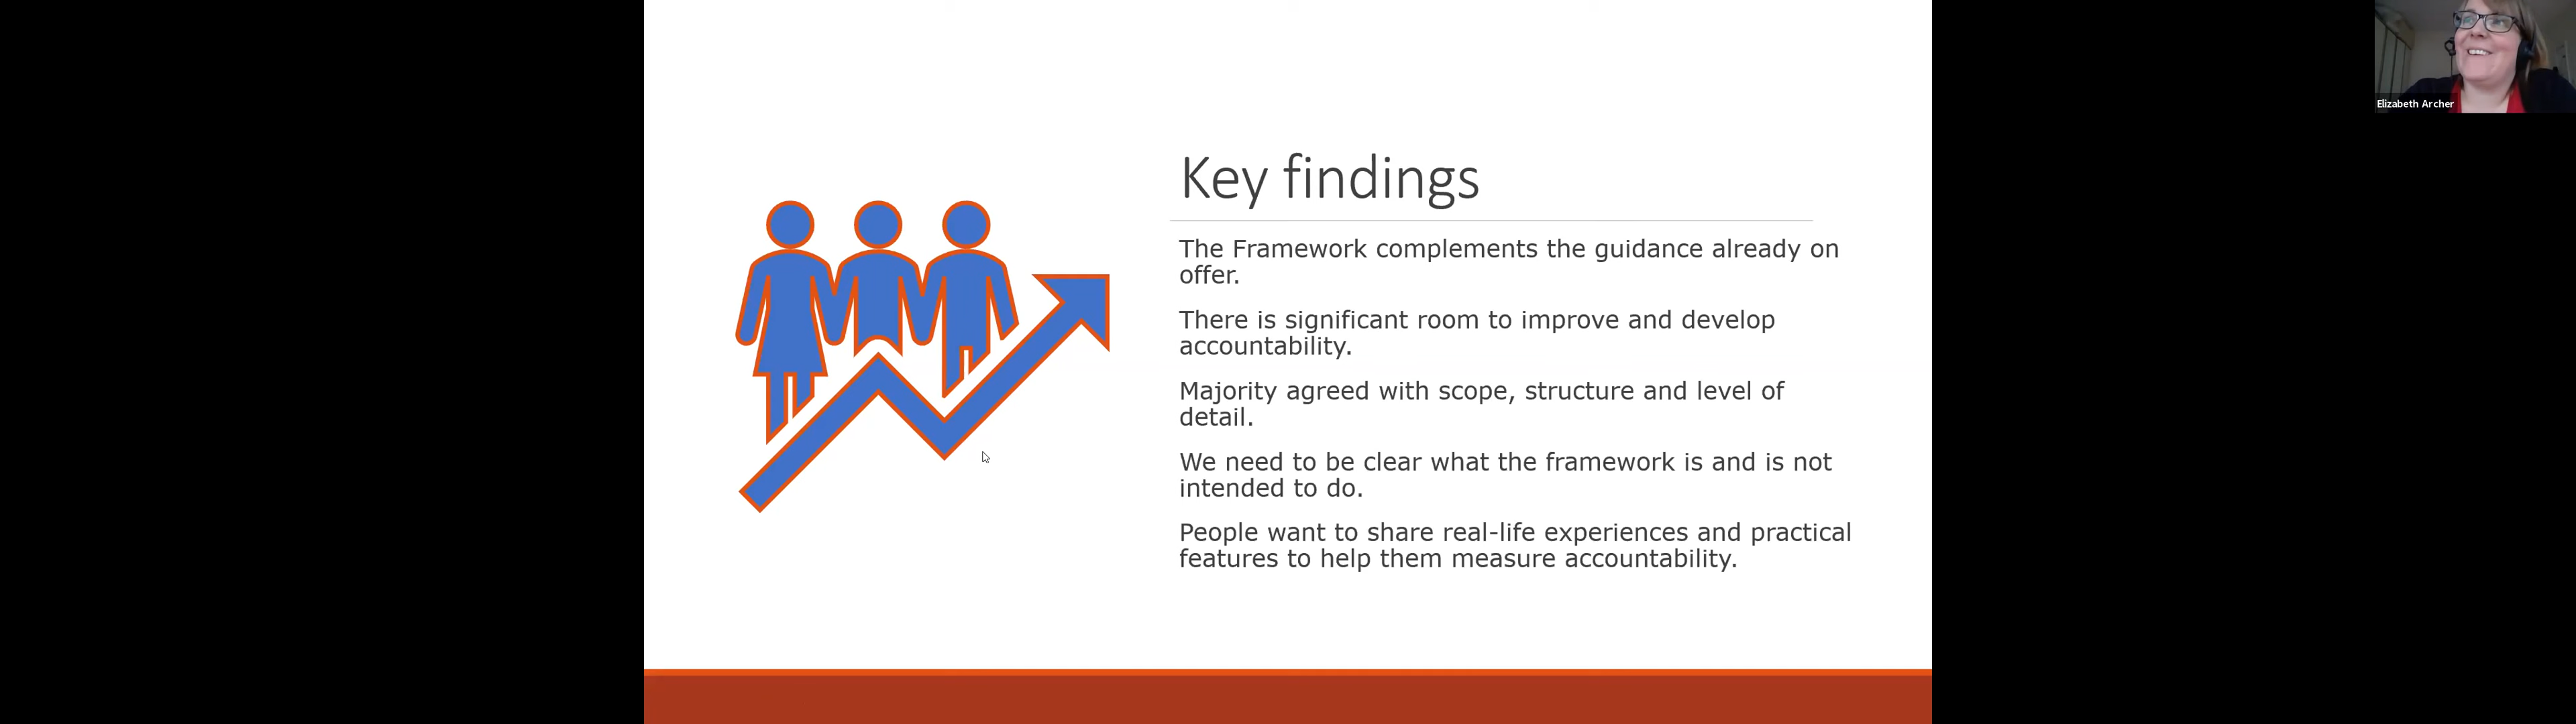 Key findings
The Framework complements the guidance already on
offer.
There is significant room to improve and develop
accountability.
Majority agreed with scope, structure and level of
detail.
We need to be clear what the framework is and is not
intended to do.
People want to share real-life experiences and practical
features to help them measure accountability.
Elizabeth Archer